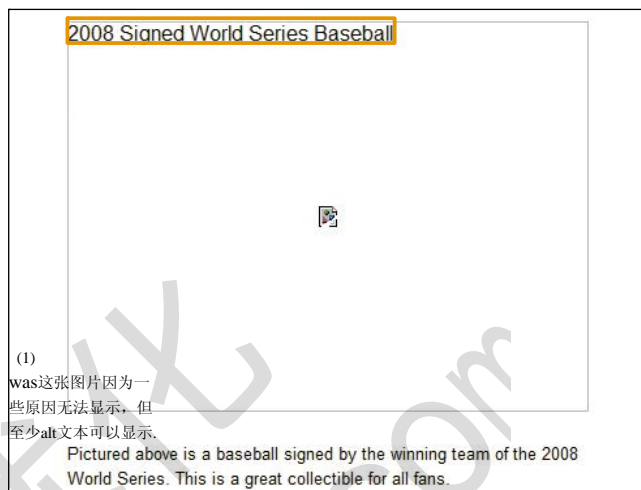 2008 Signed World Series Baseball
(1)
was这张图片因为一
些原因无法显示，但
至少alt文本可以显示.
Pictured above is a baseball signed by the winning team of the 2008
World Series. This is a great collectible for all fans.